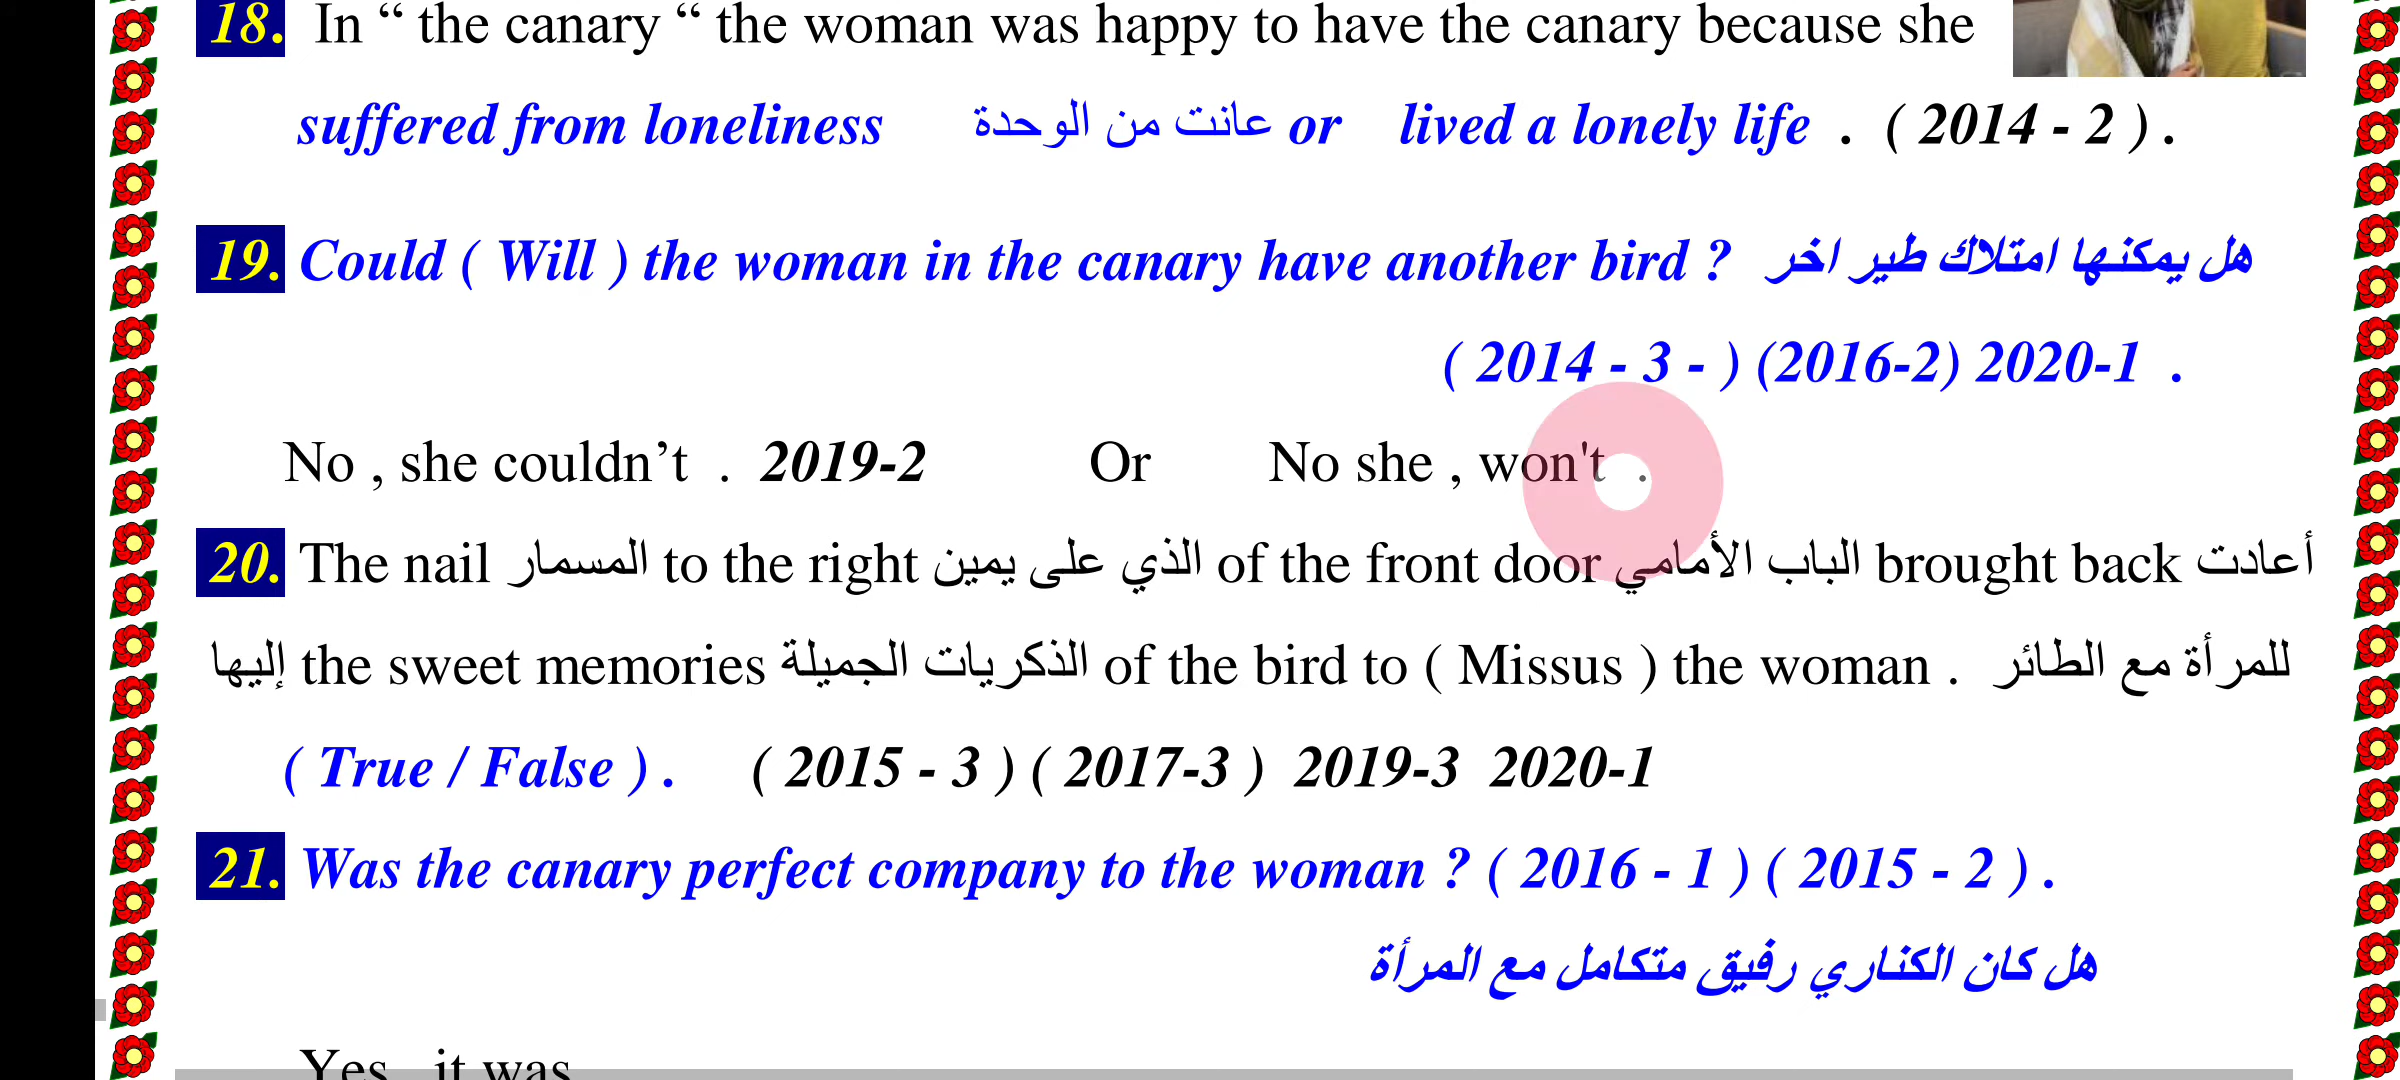 18. In “ the canary “ the woman was happy to have the canary because she
suffered from loneliness عانت من الوحدة or lived a lonely life . ( 2014 - 2 ) .
19. Could ( Will ) the woman in the canary have another bird ? هل يمكنها امتلاك طير اخر
( 2014 - 3 - ) (2016-2) 2020-1 .
No , she couldn’t . 2019-2 Or No she , won't .
20. The nail المسمار to the right الذي على يمين of the front door الباب الأمامي brought back أعادت
إليها the sweet memories الذكريات الجميلة of the bird to ( Missus ) the woman . للمرأة مع الطائر
( True / False ) . ( 2015 - 3 ) ( 2017-3 ) 2019-3 2020-1
21. Was the canary perfect company to the woman ? ( 2016 - 1 ) ( 2015 - 2 ) .
هل كان الكناري رفيق متكامل مع المرأة
Yes , it was